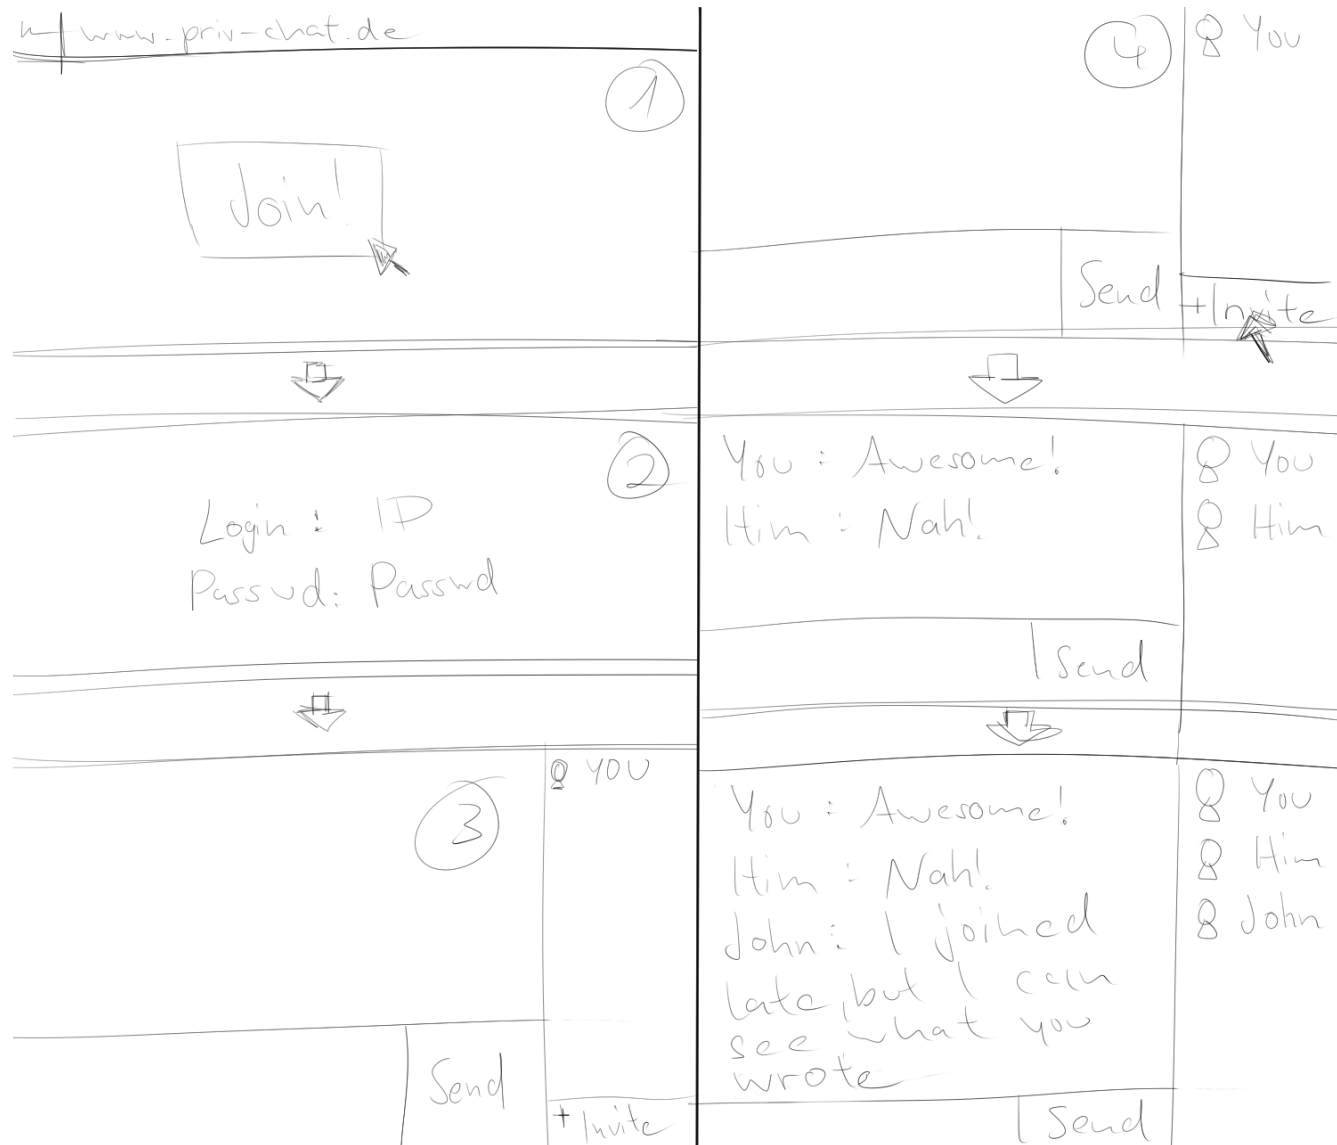 www.priv-chat.de
1
Join!
2
Login: ID
Passwd: Passwd
3
YOU
Send
+ Invite
4
You
Send
+Invite
You: Awesome!
Him: Nah!
You
Him
Send
You: Awesome!
Him: Nah!
John: I joined
late, but I can
see what you
wrote
You
Him
John
Send